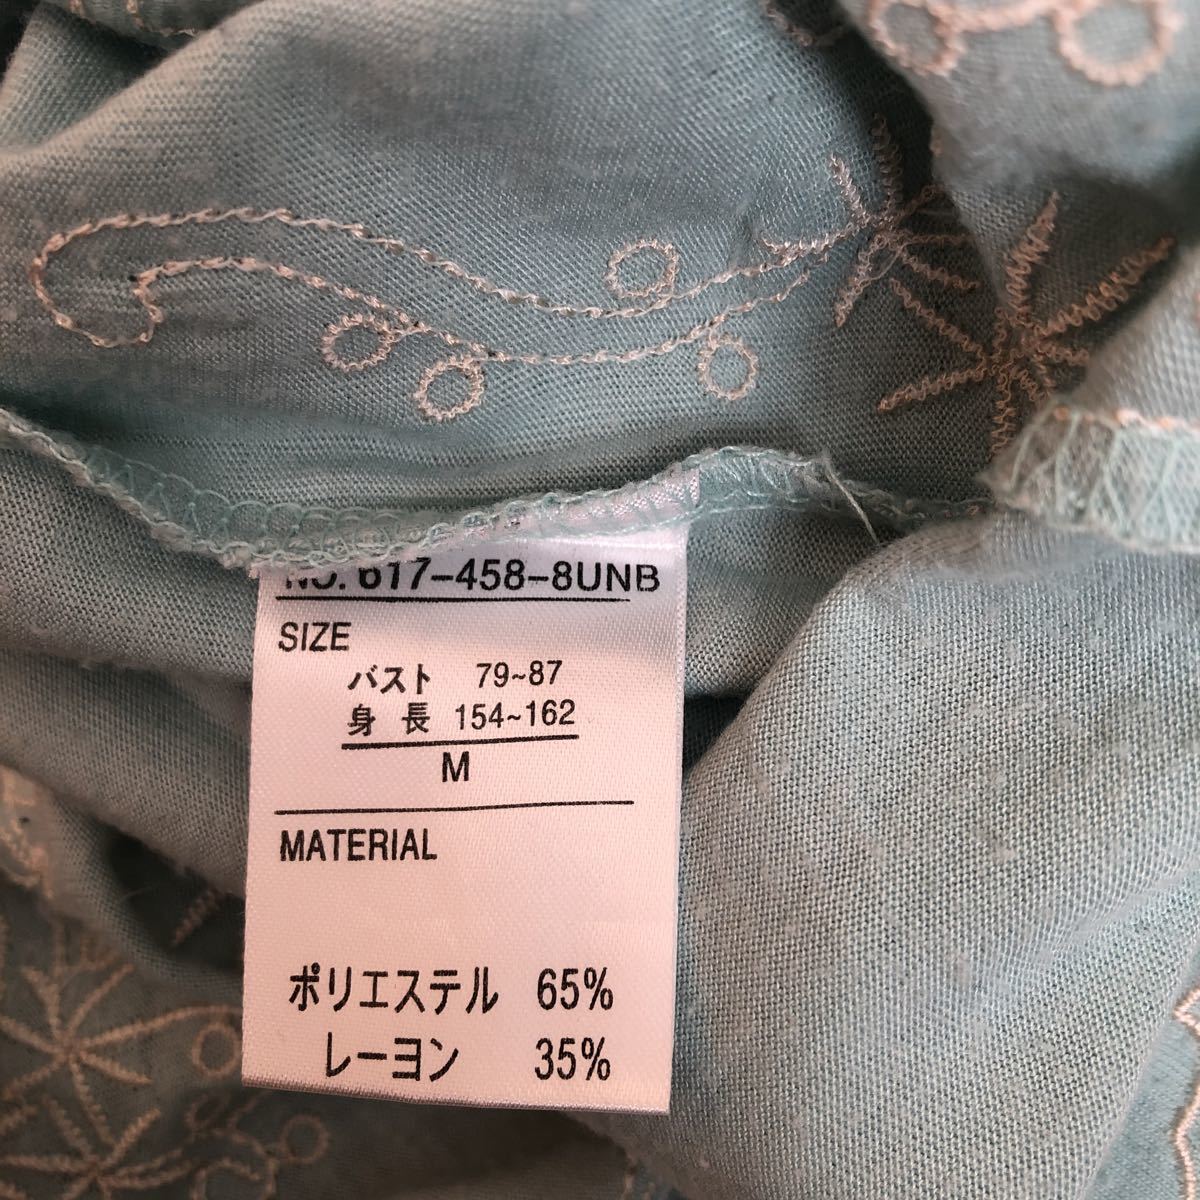 NO. 617-458-8UNB
SIZE
バスト 79~87
身長 154~162
M
MATERIAL
ポリエステル 65%
レーヨン 35%